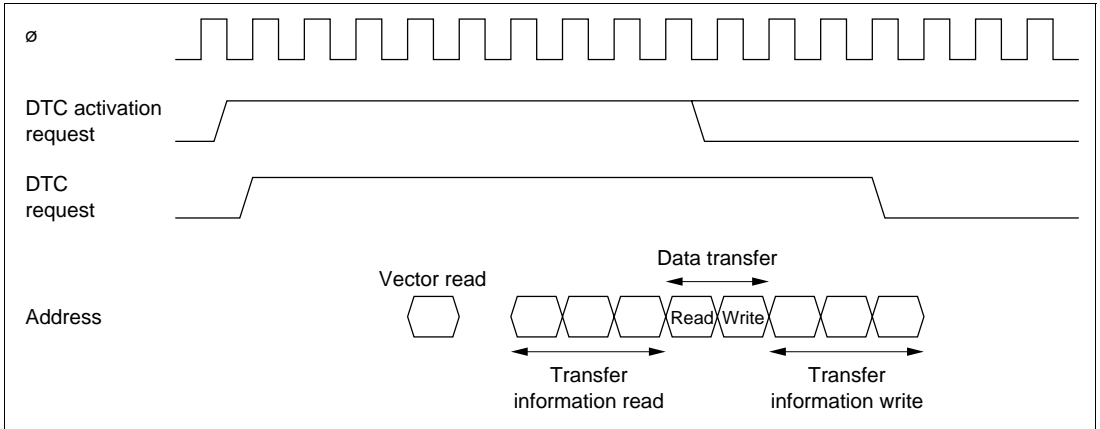 ø
DTC activation
request
DTC
request
Data transfer
Vector read
Address
Read Write
Transfer
information read
Transfer
information write